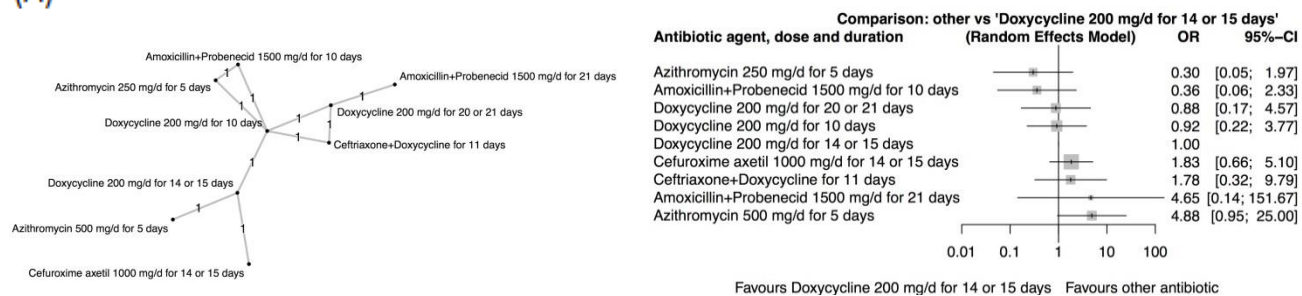 Amoxicillin+Probenecid 1500 mg/d for 10 days
Amoxicillin+Probenecid 1500 mg/d for 21 days
Azithromycin 250 mg/d for 5 days
Doxycycline 200 mg/d for 20 or 21 days
Doxycycline 200 mg/d for 10 days
Ceftriaxone+Doxycycline for 11 days
Doxycycline 200 mg/d for 14 or 15 days
Azithromycin 500 mg/d for 5 days
Cefuroxime axetil 1000 mg/d for 14 or 15 days
1
1
1
1
1
1
1
1
1
1
Comparison: other vs 'Doxycycline 200 mg/d for 14 or 15 days'
Antibiotic agent, dose and duration (Random Effects Model) OR 95%−CI
Azithromycin 250 mg/d for 5 days 0.30 [0.05; 1.97]
Amoxicillin+Probenecid 1500 mg/d for 10 days 0.36 [0.06; 2.33]
Doxycycline 200 mg/d for 20 or 21 days 0.88 [0.17; 4.57]
Doxycycline 200 mg/d for 10 days 0.92 [0.22; 3.77]
Doxycycline 200 mg/d for 14 or 15 days 1.00
Cefuroxime axetil 1000 mg/d for 14 or 15 days 1.83 [0.66; 5.10]
Ceftriaxone+Doxycycline for 11 days 1.78 [0.32; 9.79]
Amoxicillin+Probenecid 1500 mg/d for 21 days 4.65 [0.14; 151.67]
Azithromycin 500 mg/d for 5 days 4.88 [0.95; 25.00]
0.01 0.1 1 10 100
Favours Doxycycline 200 mg/d for 14 or 15 days Favours other antibiotic